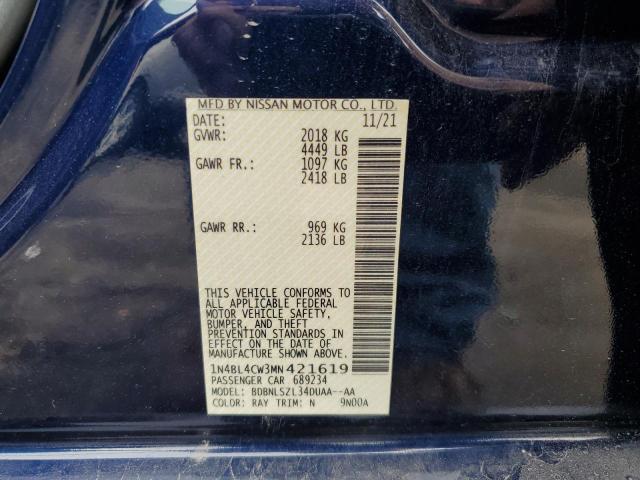 MFD BY NISSAN MOTOR CO., LTD.
DATE: 11/21
GVWR: 2018 KG
4449 LB
GAWR FR.: 1097 KG
2418 LB
GAWR RR.: 969 KG
2136 LB
THIS VEHICLE CONFORMS TO
ALL APPLICABLE FEDERAL
MOTOR VEHICLE SAFETY,
BUMPER, AND THEFT
PREVENTION STANDARDS IN
EFFECT ON THE DATE OF
MANUFACTURE SHOWN ABOVE.
1N4BL4CW3MN421619
PASSENGER CAR 689234
MODEL: BDBNLSZL34DUAA--AA
COLOR: RAY TRIM: N 9N00A